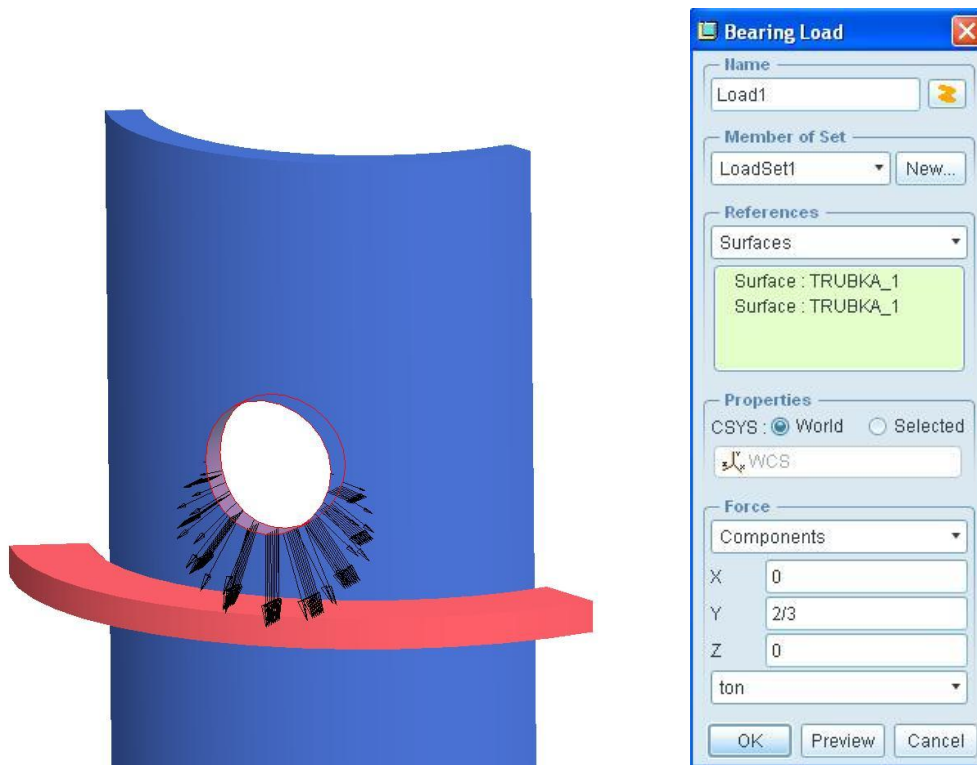 Bearing Load
Name
Load1
Member of Set
LoadSet1 New...
References
Surfaces
Surface : TRUBKA_1
Surface : TRUBKA_1
Properties
CSYS : World Selected
WCS
Force
Components
X 0
Y 2/3
Z 0
ton
OK Preview Cancel